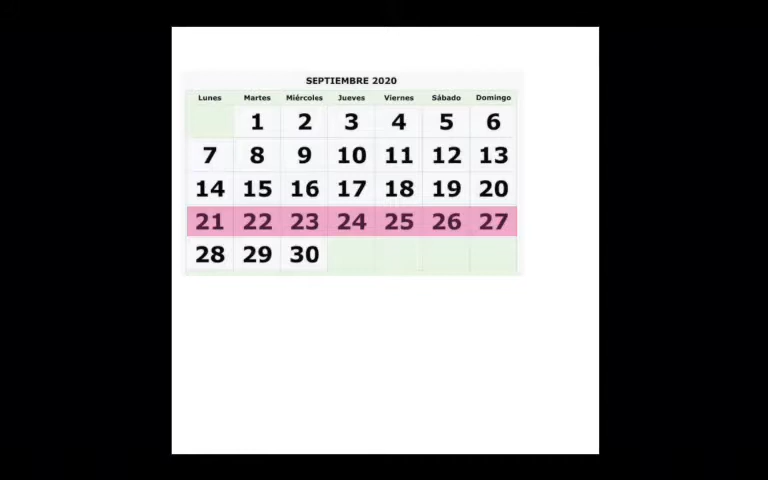 SEPTIEMBRE 2020
Lunes Martes Miércoles Jueves Viernes Sábado Domingo
1 2 3 4 5 6
7 8 9 10 11 12 13
14 15 16 17 18 19 20
21 22 23 24 25 26 27
28 29 30